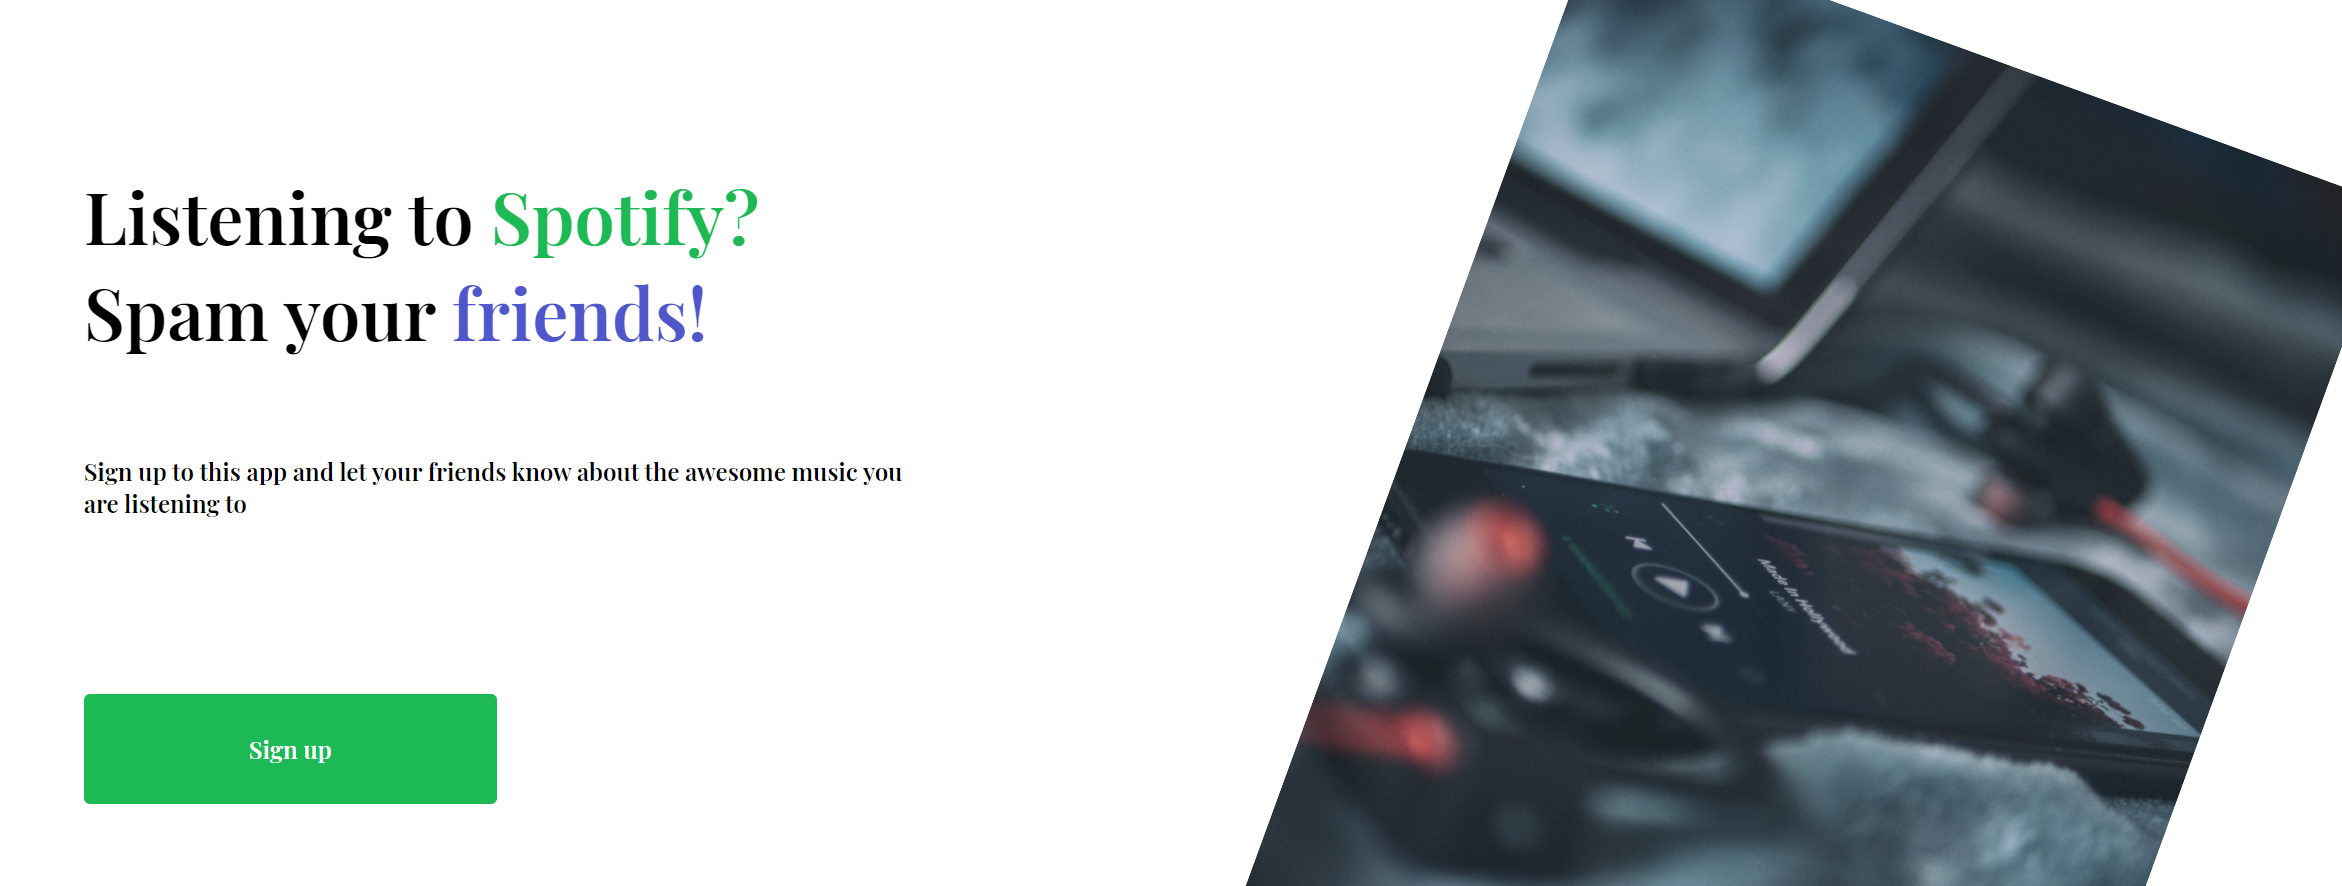 Listening to Spotify?
Spam your friends!
Sign up to this app and let your friends know about the awesome music you
are listening to
Sign up
Made In Hollywood
LANY